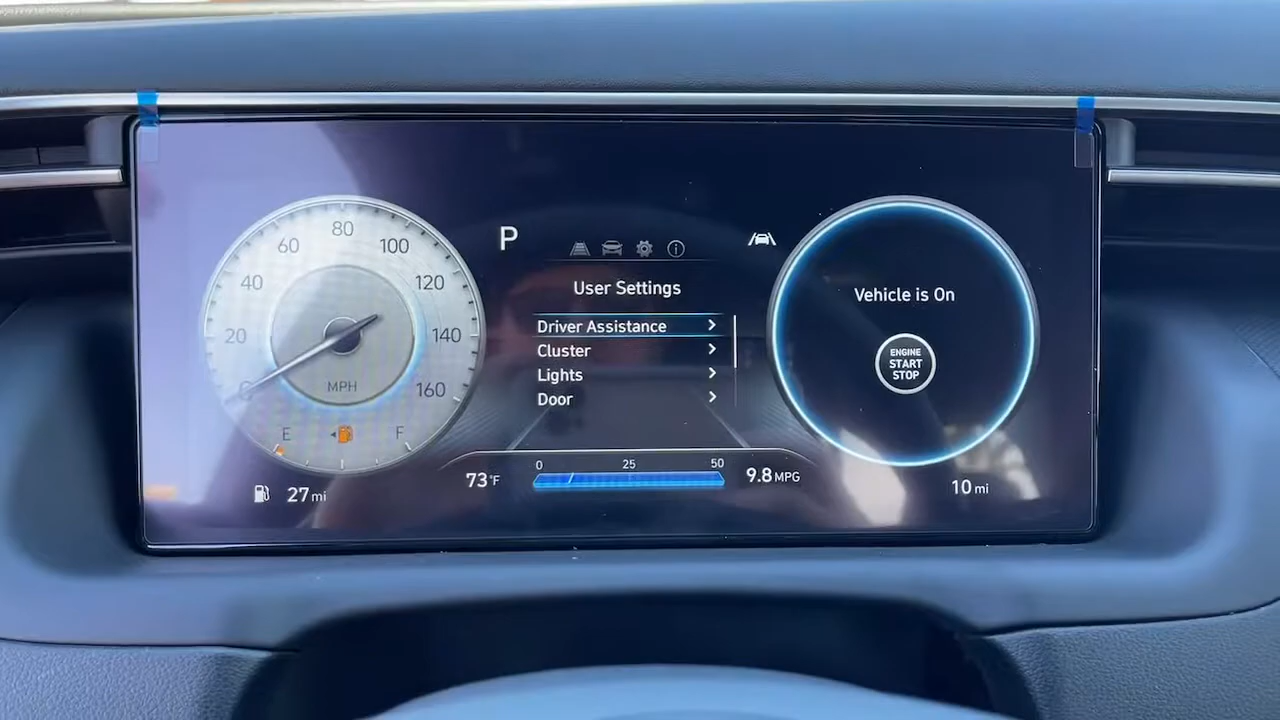 80
60
100
40
120
20
140
0
160
MPH
E
F
27 mi
P
User Settings
Driver Assistance
Cluster
Lights
Door
0 25 50
73 °F
9.8 MPG
Vehicle is On
ENGINE
START
STOP
10 mi